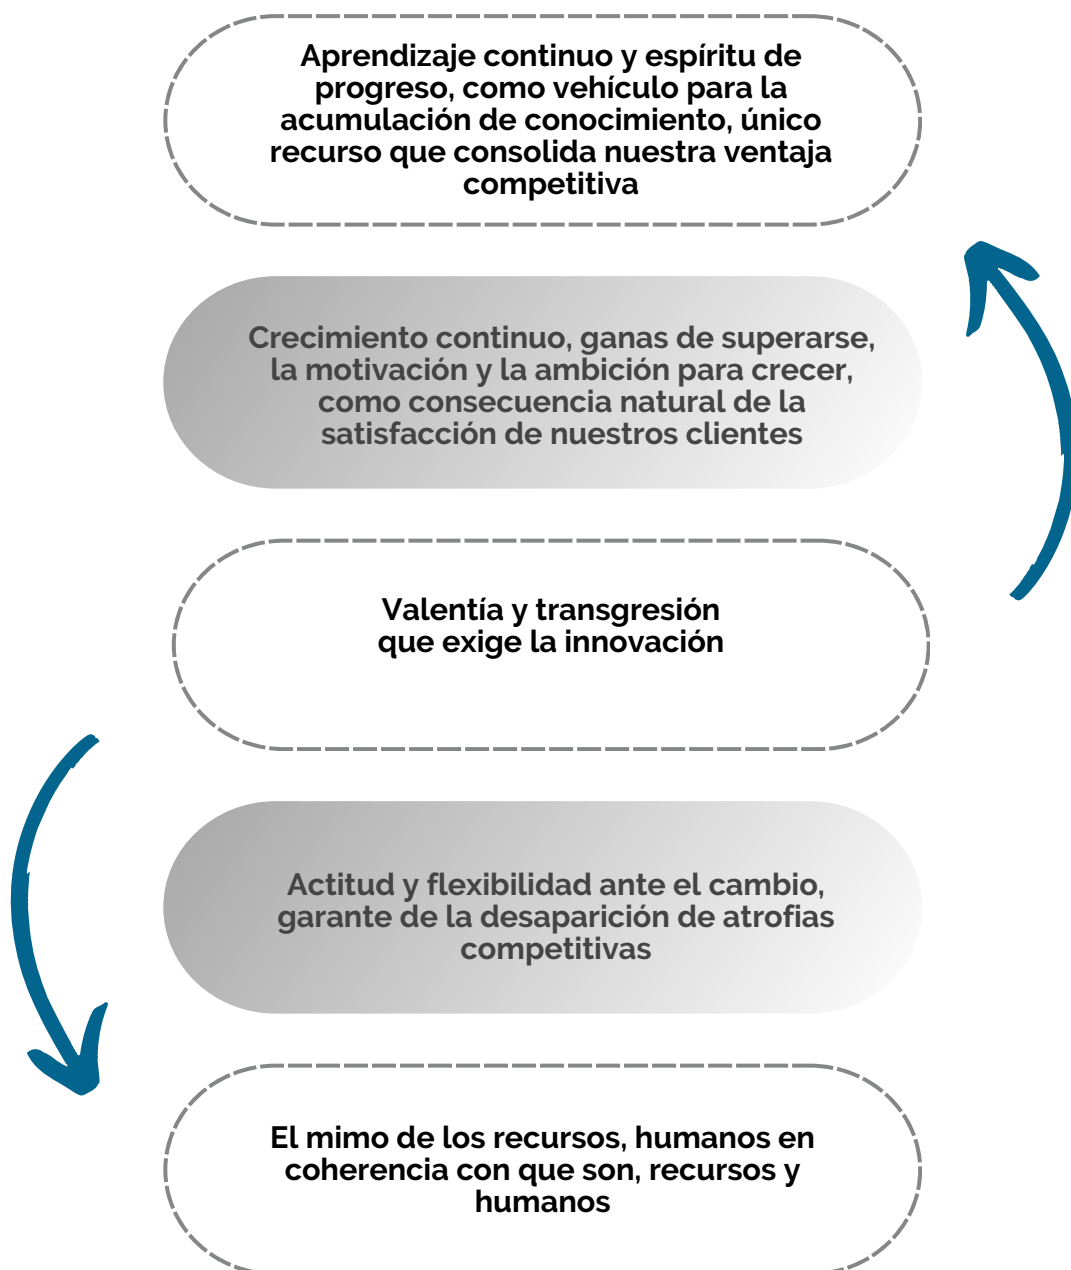 Aprendizaje continuo y espíritu de
progreso, como vehículo para la
acumulación de conocimiento, único
recurso que consolida nuestra ventaja
competitiva
Crecimiento continuo, ganas de superarse,
la motivación y la ambición para crecer,
como consecuencia natural de la
satisfacción de nuestros clientes
Valentía y transgresión
que exige la innovación
Actitud y flexibilidad ante el cambio,
garante de la desaparición de atrofias
competitivas
El mimo de los recursos, humanos en
coherencia con que son, recursos y
humanos